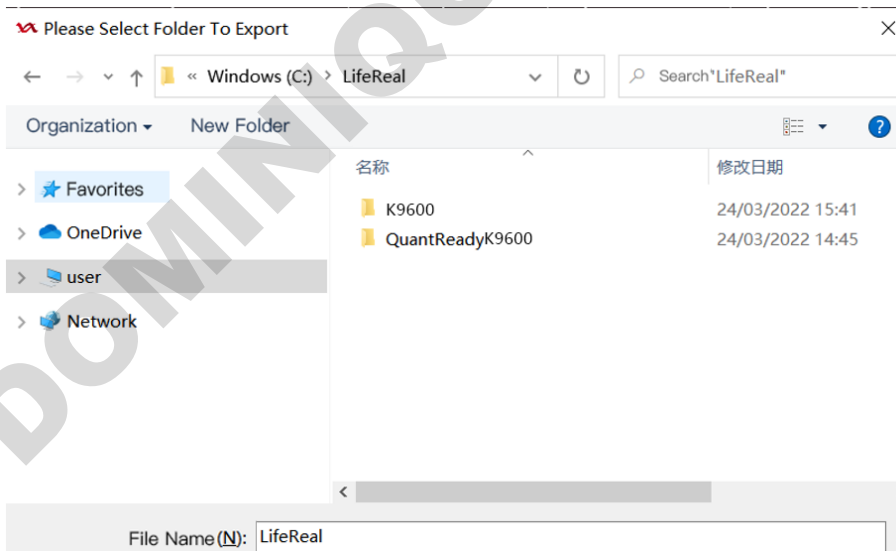 Please Select Folder To Export
« Windows (C:) > LifeReal
Search"LifeReal"
Organization New Folder
名称 修改日期
Favorites
OneDrive
user
Network
K9600 24/03/2022 15:41
QuantReadyK9600 24/03/2022 14:45
File Name(N): LifeReal
DOMINIQU